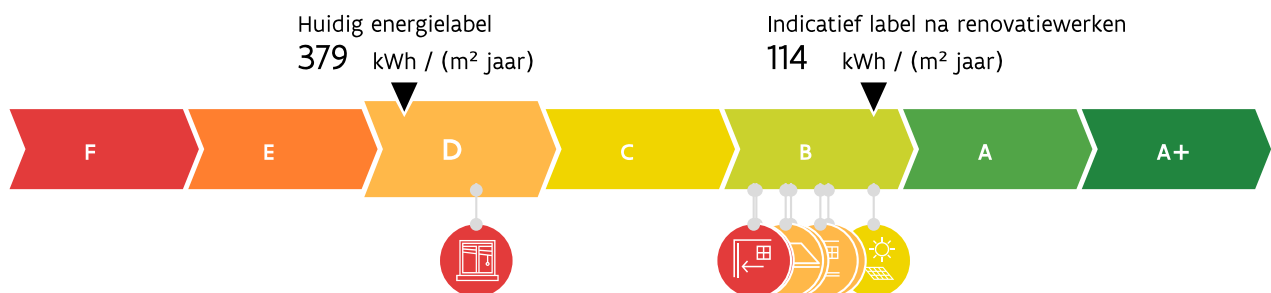 Huidig energielabel
379 kWh / (m² jaar)
Indicatief label na renovatiewerken
114 kWh / (m² jaar)
F E D C B A A+